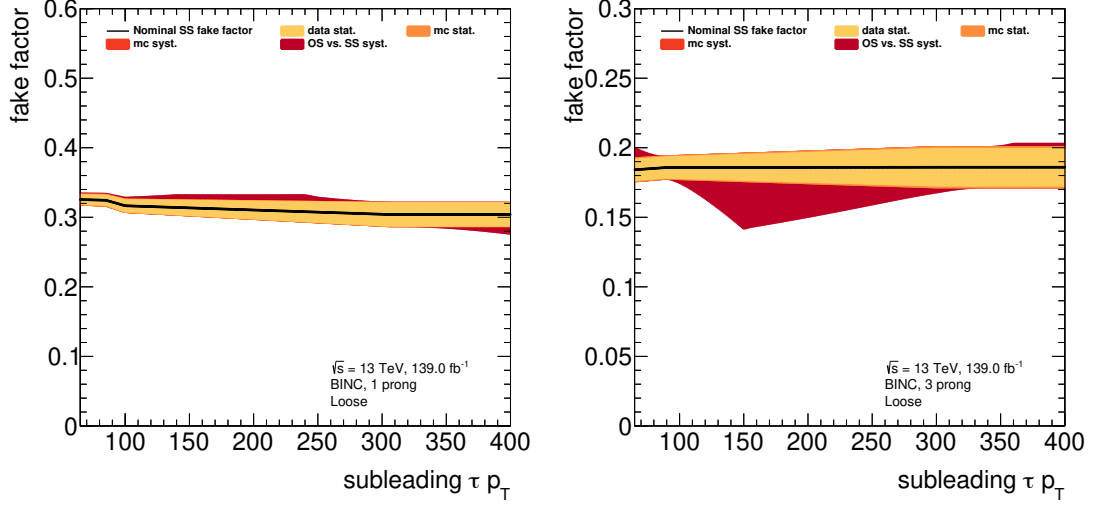 fake factor
0.6
0.5
0.4
0.3
0.2
0.1
0
Nominal SS fake factor
data stat.
mc stat.
mc syst.
OS vs. SS syst.
√s = 13 TeV, 139.0 fb⁻¹
BINC, 1 prong
Loose
100 150 200 250 300 350 400
subleading τ p_T
fake factor
0.3
0.25
0.2
0.15
0.1
0.05
0
Nominal SS fake factor
data stat.
mc stat.
mc syst.
OS vs. SS syst.
√s = 13 TeV, 139.0 fb⁻¹
BINC, 3 prong
Loose
100 150 200 250 300 350 400
subleading τ p_T